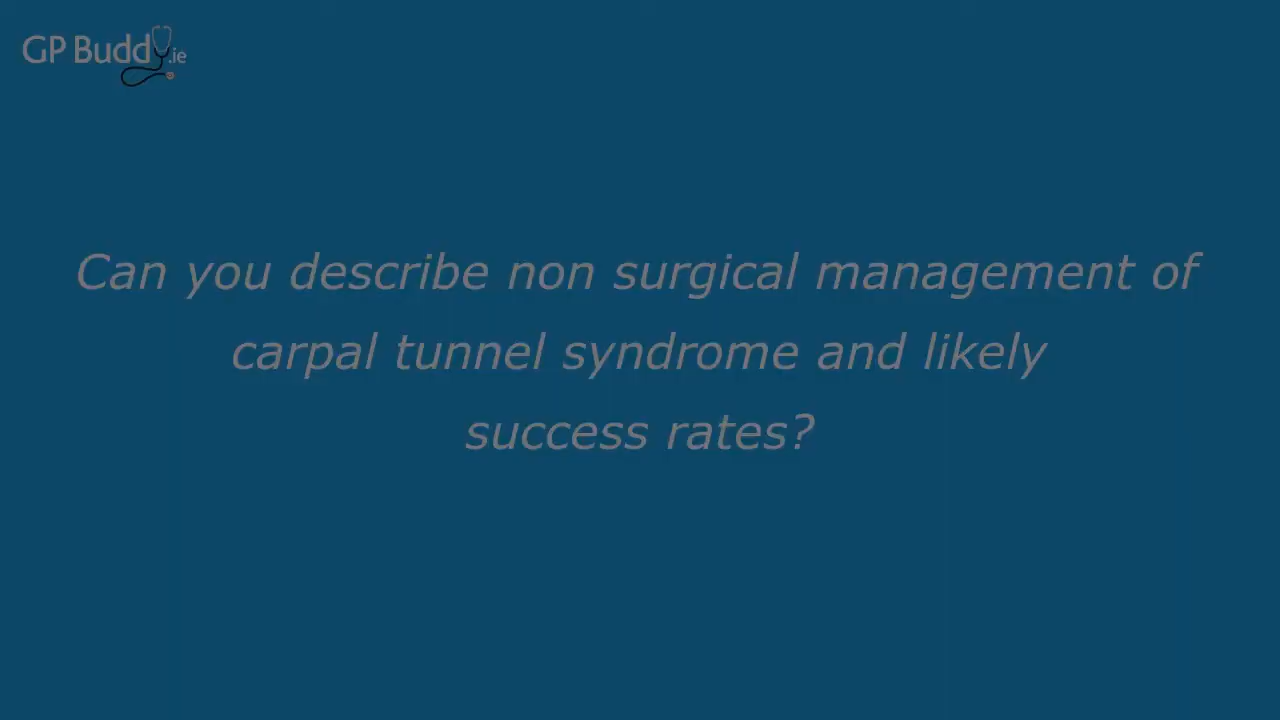 GP Buddy.ie
Can you describe non surgical management of
carpal tunnel syndrome and likely
success rates?